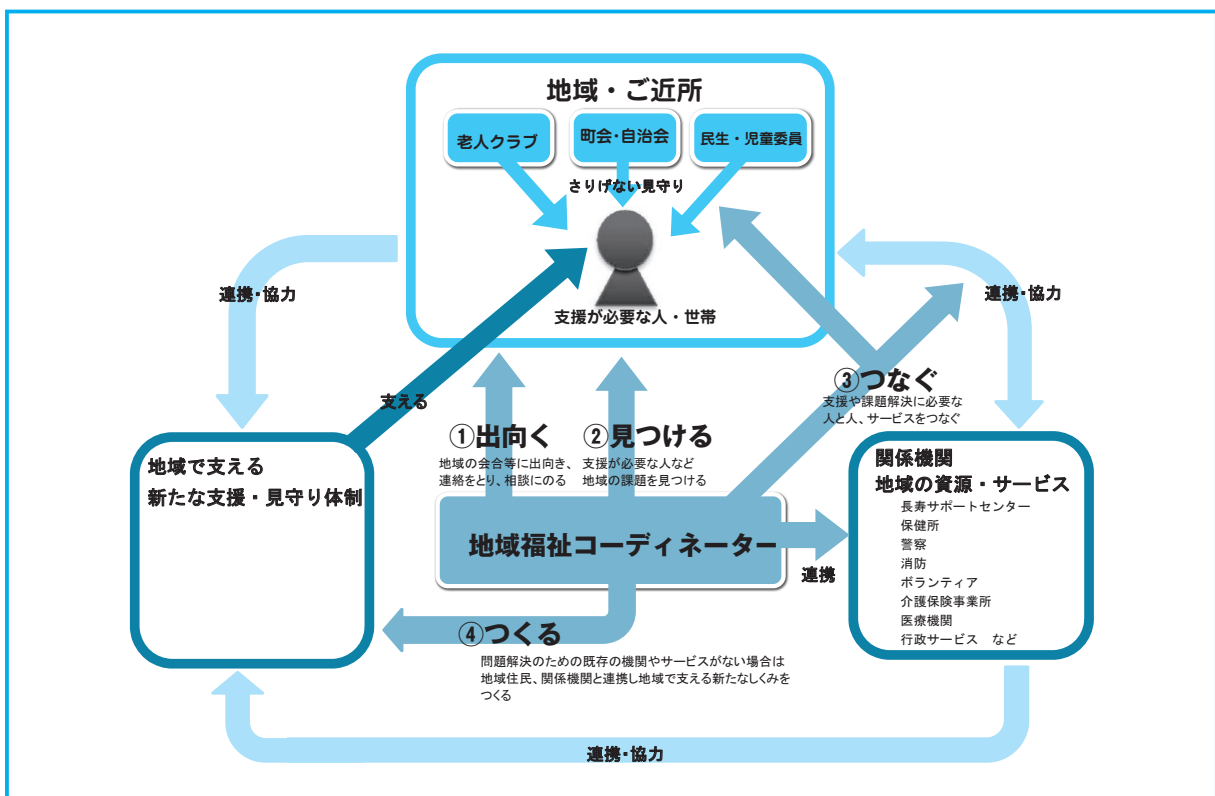 地域・ご近所
老人クラブ
町会・自治会
民生・児童委員
さりげない見守り
支援が必要な人・世帯
連携・協力
連携・協力
支える
①出向く
地域の会合等に出向き、
連絡をとり、相談にのる
②見つける
支援が必要な人など
地域の課題を見つける
③つなぐ
支援や課題解決に必要な
人と人、サービスをつなぐ
地域で支える
新たな支援・見守り体制
地域福祉コーディネーター
連携
関係機関
地域の資源・サービス
長寿サポートセンター
保健所
警察
消防
ボランティア
介護保険事業所
医療機関
行政サービス　など
④つくる
問題解決のための既存の機関やサービスがない場合は
地域住民、関係機関と連携し地域で支える新たなしくみを
つくる
連携・協力